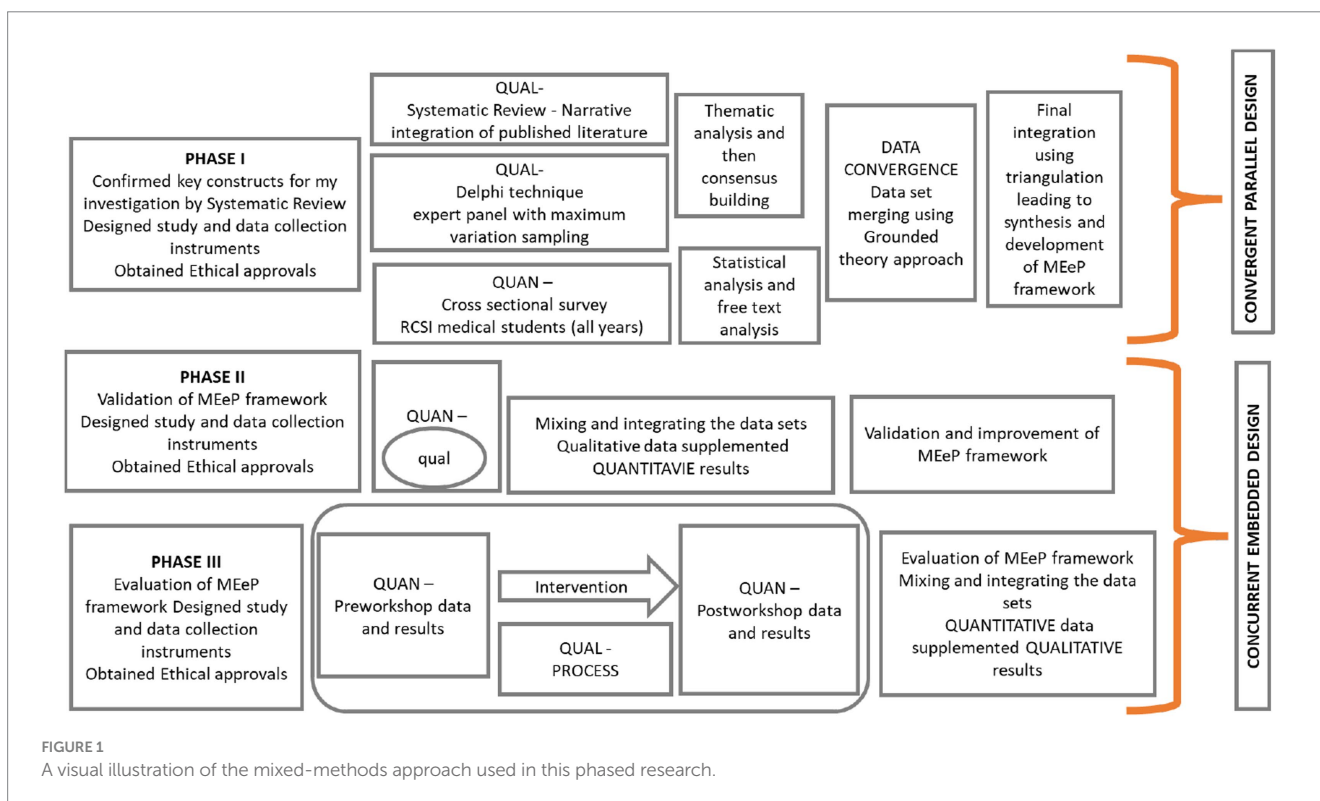 PHASE I
Confirmed key constructs for my
investigation by Systematic Review
Designed study and data collection
instruments
Obtained Ethical approvals
QUAL-
Systematic Review - Narrative
integration of published literature
QUAL-
Delphi technique
expert panel with maximum
variation sampling
QUAN –
Cross sectional survey
RCSI medical students (all years)
Thematic
analysis and
then
consensus
building
Statistical
analysis and
free text
analysis
DATA
CONVERGENCE
Data set
merging using
Grounded
theory approach
Final
integration
using
triangulation
leading to
synthesis and
development
of MEeP
framework
CONVERGENT PARALLEL DESIGN
PHASE II
Validation of MEeP framework
Designed study and data collection
instruments
Obtained Ethical approvals
QUAN –
qual
Mixing and integrating the data sets
Qualitative data supplemented
QUANTITAVIE results
Validation and improvement of
MEeP framework
PHASE III
Evaluation of MEeP
framework Designed study
and data collection
instruments
Obtained Ethical approvals
QUAN –
Preworkshop data
and results
Intervention
QUAL -
PROCESS
QUAN –
Postworkshop data
and results
Evaluation of MEeP framework
Mixing and integrating the data
sets
QUANTITATIVE data
supplemented QUALITATIVE
results
CONCURRENT EMBEDDED DESIGN
FIGURE 1
A visual illustration of the mixed-methods approach used in this phased research.